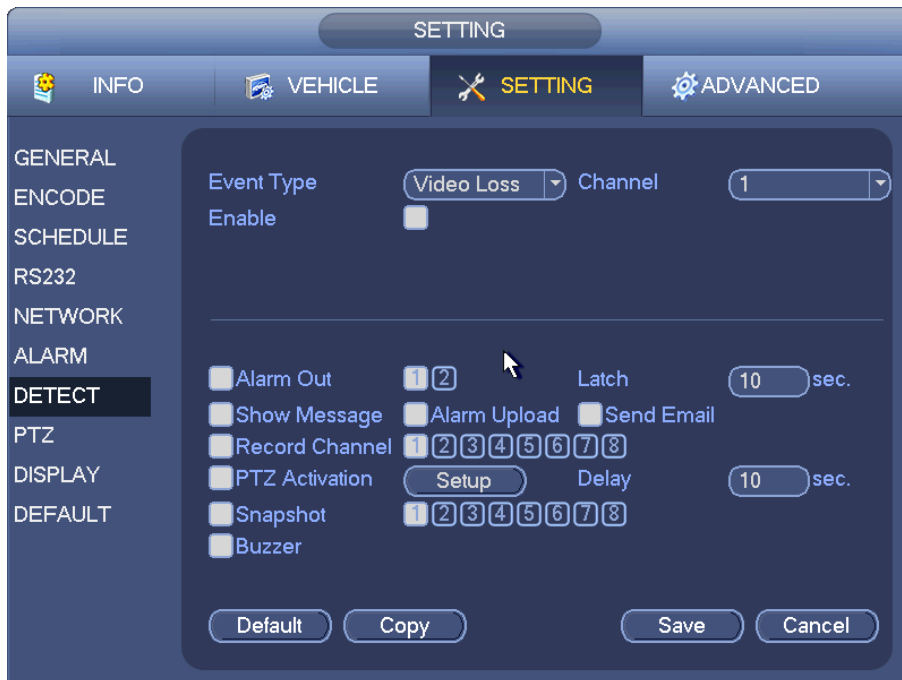 SETTING
INFO VEHICLE SETTING ADVANCED
GENERAL
ENCODE
SCHEDULE
RS232
NETWORK
ALARM
DETECT
PTZ
DISPLAY
DEFAULT
Event Type Video Loss Channel 1
Enable
Alarm Out 1 2 Latch 10 sec.
Show Message Alarm Upload Send Email
Record Channel 1 2 3 4 5 6 7 8
PTZ Activation Setup Delay 10 sec.
Snapshot 1 2 3 4 5 6 7 8
Buzzer
Default Copy Save Cancel